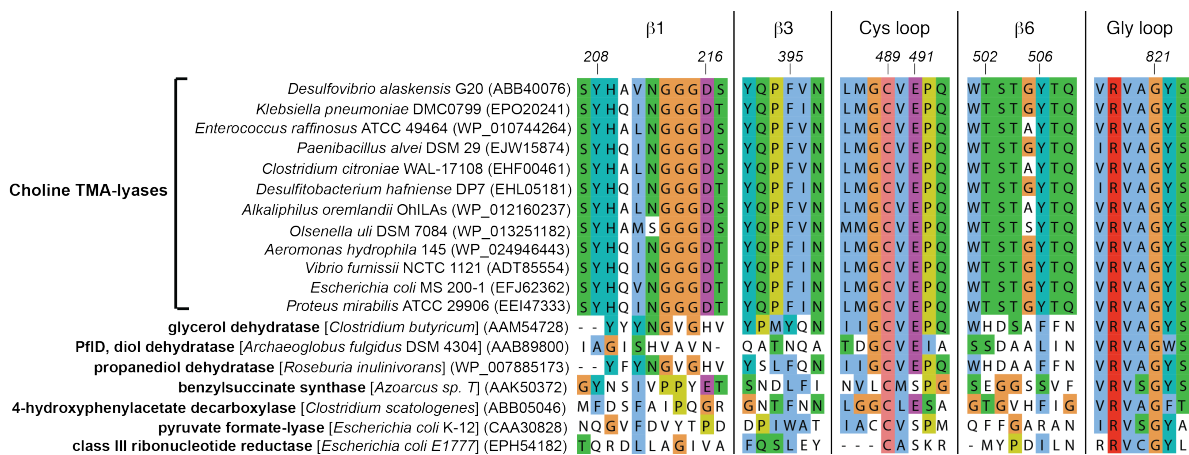 β1 β3 Cys loop β6 Gly loop
208 216 395 489 491 502 506 821
Choline TMA-lyases
Desulfovibrio alaskensis G20 (ABB40076) SYHAVNGGGDS YQPFVN LMGCVEPQ WTSTGYTQ VRVAGYS
Klebsiella pneumoniae DMC0799 (EPO20241) SYHQINGGGDT YQPFIN LMGCVEPQ WTSTGYTQ VRVAGYS
Enterococcus raffinosus ATCC 49464 (WP_010744264) SYHALNGGGDS YQPFVN LMGCVEPQ WTSTAYTQ VRVAGYS
Paenibacillus alvei DSM 29 (EJW15874) SYHQINGGGDS YQPFVN LMGCVEPQ WTSTGYTQ IRVAGYS
Clostridium citroniae WAL-17108 (EHF00461) SYHALNGGGDS YQPFVN LMGCVEPQ WTSTAYTQ VRVAGYS
Desulfitobacterium hafniense DP7 (EHL05181) SYHQINGGGDT YQPFIN LMGCVEPQ WTSTGYTQ IRVAGYS
Alkaliphilus oremlandii OhILAs (WP_012160237) SYHALNGGGDS YQPFVN LMGCVEPQ WTSTAYTQ VRVAGYS
Olsenella uli DSM 7084 (WP_013251182) SYHAMSGGGDS YQPFVN MMGCVEPQ WTSTSYTQ VRVAGYS
Aeromonas hydrophila 145 (WP_024946443) SYHQINGGGDT YQPFIN LMGCVEPQ WTSTGYTQ VRVAGYS
Vibrio furnissii NCTC 1121 (ADT85554) SYHQINGGGDT YQPFIN LMGCVEPQ WTSTGYTQ VRVAGYS
Escherichia coli MS 200-1 (EFJ62362) SYHQINGGGDT YQPFIN LMGCVEPQ WTSTGYTQ VRVAGYS
Proteus mirabilis ATCC 29906 (EEI47333) SYHQINGGGDT YQPFIN LMGCVEPQ WTSTGYTQ VRVAGYS
glycerol dehydratase [Clostridium butyricum] (AAM54728) --YYYNGVGHV YPMYQN IIGCVEPQ WHDSAFFN VRVAGYS
PflD, diol dehydratase [Archaeoglobus fulgidus DSM 4304] (AAB89800) IAGISHVAVN- QATNQA TDGCVEIA SSDAALIN VRVAGWS
propanediol dehydratase [Roseburia inulinivorans] (WP_007885173) --YFYNGVGHV YSLFQN IIGCVEPQ WHDAAFFN VRVAGYS
benzylsuccinate synthase [Azoarcus sp. T] (AAK50372) GYNSIVPPYET SNDLFI NVLCMSPG SEGGSSVF VRVSGYS
4-hydroxyphenylacetate decarboxylase [Clostridium scatologenes] (ABB05046) MFDSFAIPQGR GNTFNN LGGCLESA GTGVHFIG VRVAGFT
pyruvate formate-lyase [Escherichia coli K-12] (CAA30828) NQGVFDVYTPD DPIWAT IACCVSPM QFFGARAN IRVSGYA
class III ribonucleotide reductase [Escherichia coli E1777] (EPH54182) TQRDLLAGIVA FQSLEY ---CASKR -MYPDILN RRVCGYL